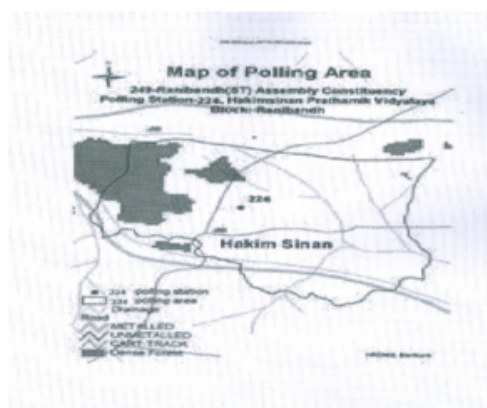 Map of Polling Area
249-Ranibandh(ST) Assembly Constituency
Polling Station-224, Hakimsinan Prathamik Vidyalaya
Block-Ranibandh
224
Hakim Sinan
224 polling station
224 polling area
Drainage
Road
METALLED
UNMETALLED
CART-TRACK
Dense Forest